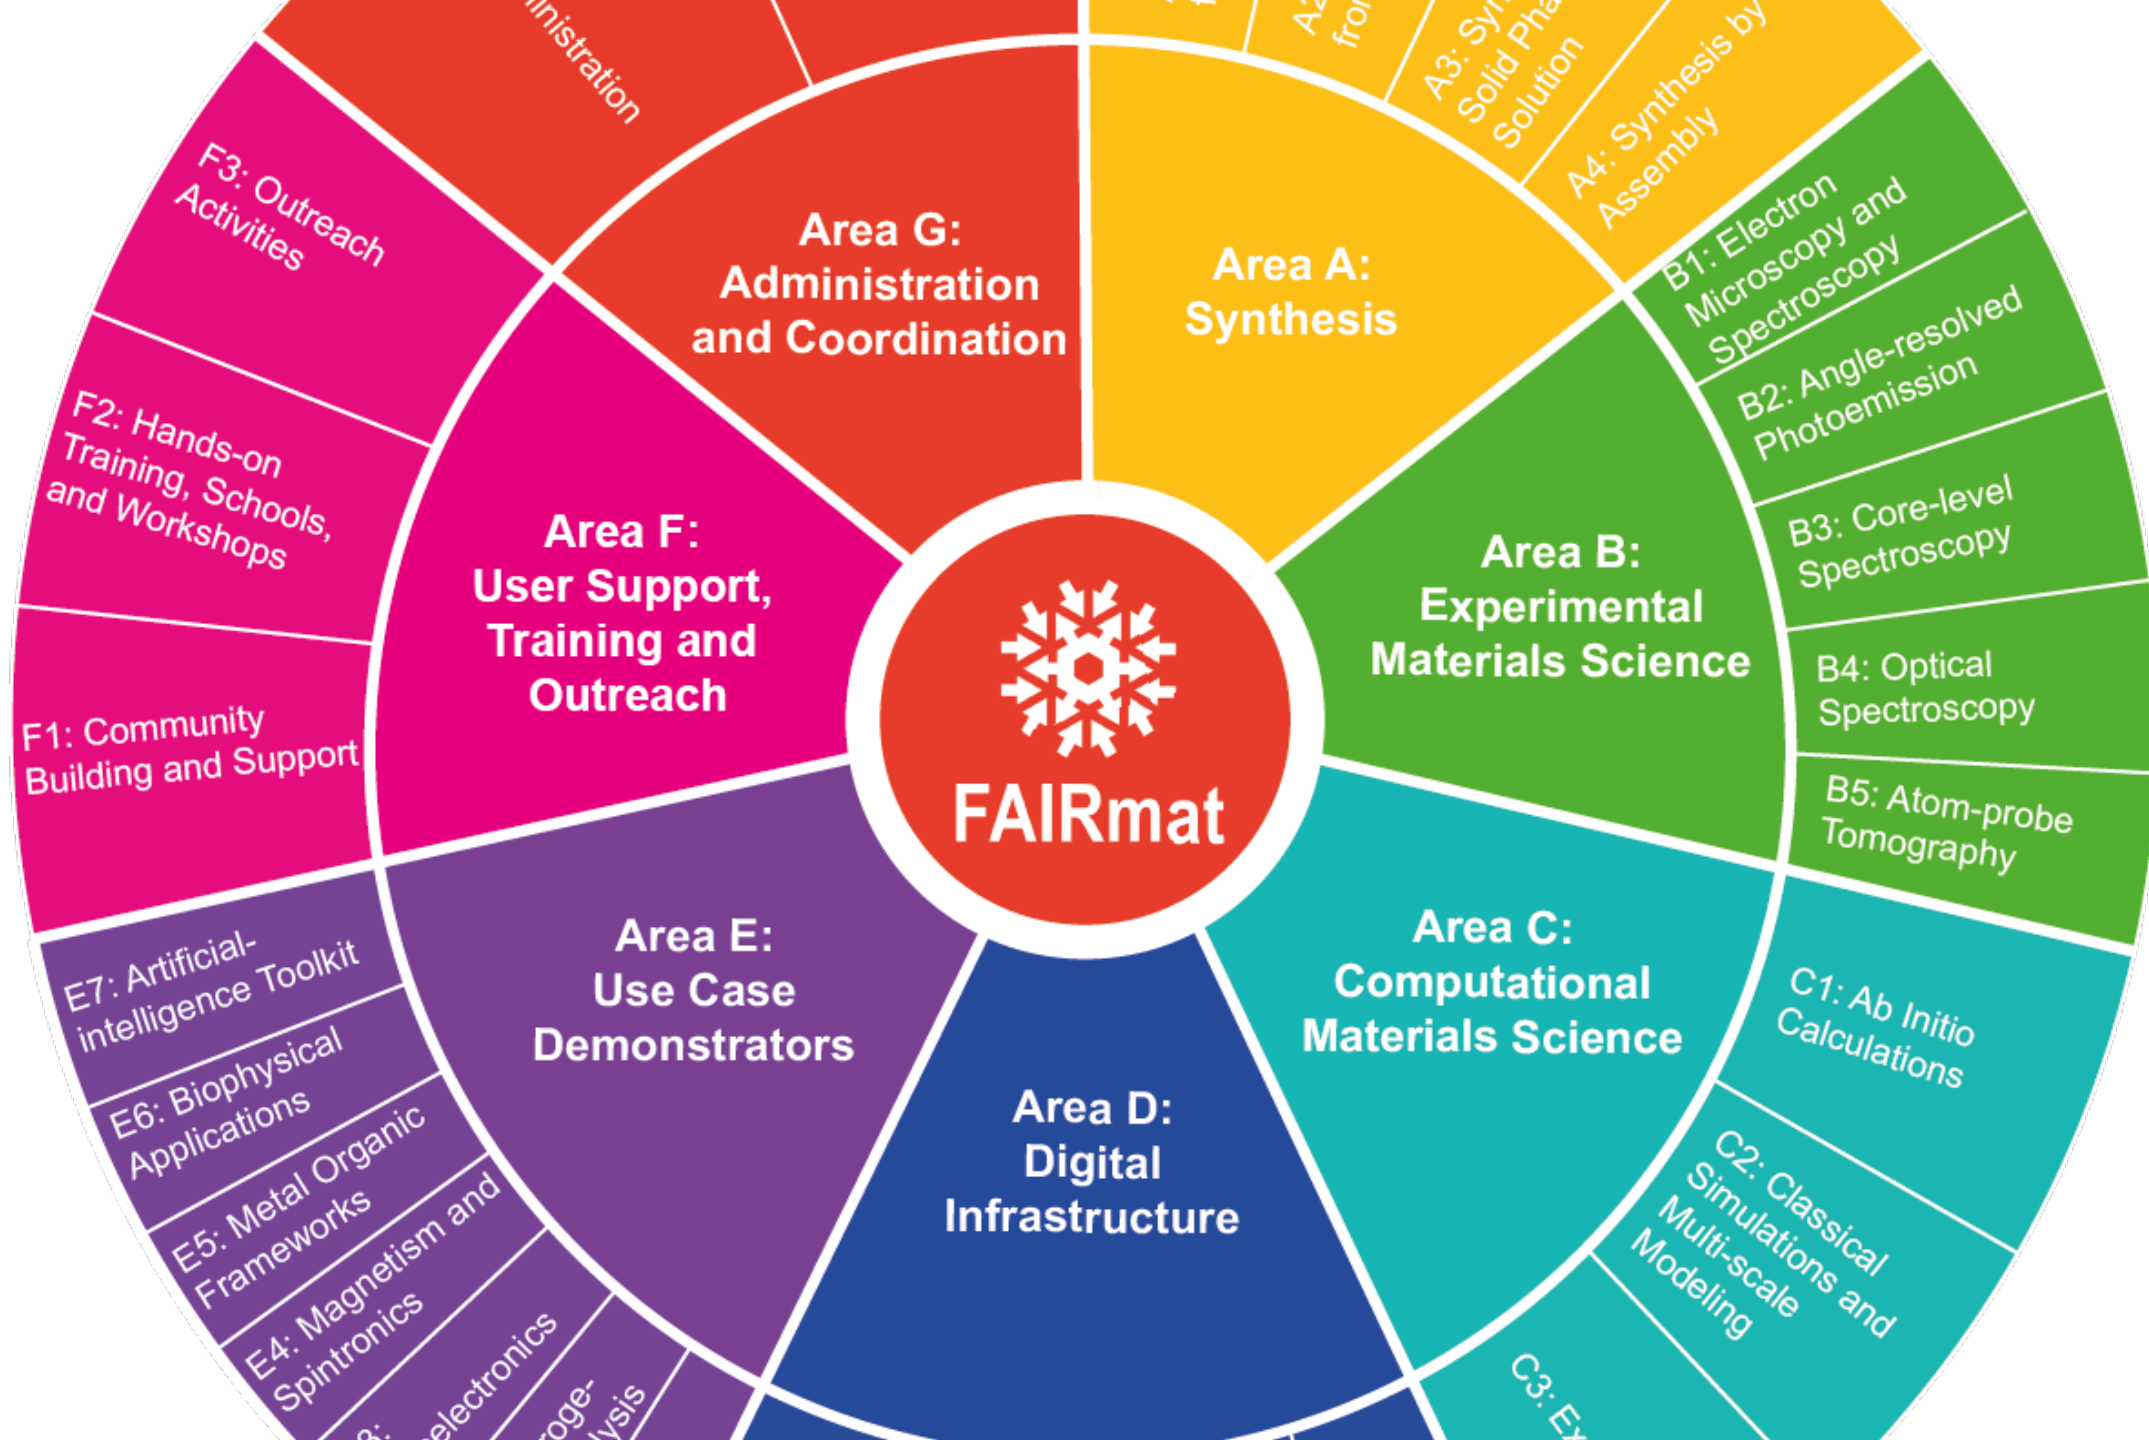 Area G:
Administration
and Coordination
Area A:
Synthesis
Area B:
Experimental
Materials Science
Area C:
Computational
Materials Science
Area D:
Digital
Infrastructure
Area E:
Use Case
Demonstrators
Area F:
User Support,
Training and
Outreach
FAIRmat
A3:
Solid
Solution
A4: Synthesis by
Assembly
B1: Electron
Microscopy and
Spectroscopy
B2: Angle-resolved
Photoemission
B3: Core-level
Spectroscopy
B4: Optical
Spectroscopy
B5: Atom-probe
Tomography
C1: Ab Initio
Calculations
C2: Classical
Simulations and
Multi-scale
Modeling
C3:
E4: Magnetism and
Spintronics
E5: Metal Organic
Frameworks
E6: Biophysical
Applications
E7: Artificial-
intelligence Toolkit
F1: Community
Building and Support
F2: Hands-on
Training, Schools,
and Workshops
F3: Outreach
Activities